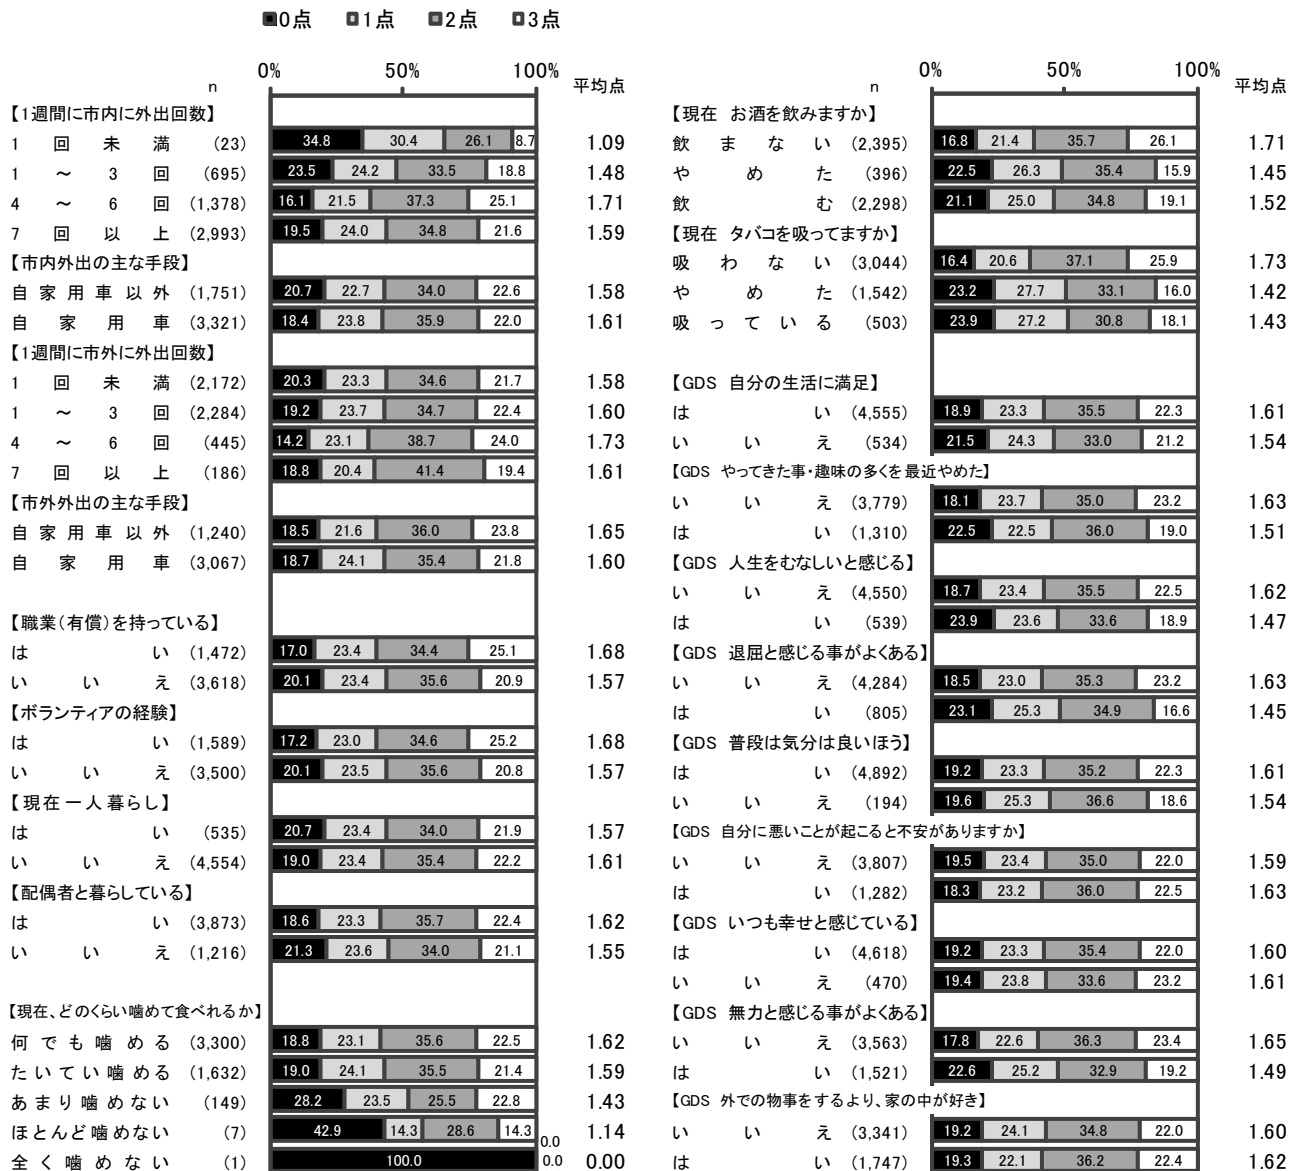 ■0点 □1点 ■2点 □3点
n 0% 50% 100% 平均点
【1週間に市内に外出回数】
1回未満 (23) 34.8 30.4 26.1 8.7 1.09
1～3回 (695) 23.5 24.2 33.5 18.8 1.48
4～6回 (1,378) 16.1 21.5 37.3 25.1 1.71
7回以上 (2,993) 19.5 24.0 34.8 21.6 1.59
【市内外出の主な手段】
自家用車以外 (1,751) 20.7 22.7 34.0 22.6 1.58
自家用車 (3,321) 18.4 23.8 35.9 22.0 1.61
【1週間に市外に外出回数】
1回未満 (2,172) 20.3 23.3 34.6 21.7 1.58
1～3回 (2,284) 19.2 23.7 34.7 22.4 1.60
4～6回 (445) 14.2 23.1 38.7 24.0 1.73
7回以上 (186) 18.8 20.4 41.4 19.4 1.61
【市外外出の主な手段】
自家用車以外 (1,240) 18.5 21.6 36.0 23.8 1.65
自家用車 (3,067) 18.7 24.1 35.4 21.8 1.60
【職業(有償)を持っている】
はい (1,472) 17.0 23.4 34.4 25.1 1.68
いいえ (3,618) 20.1 23.4 35.6 20.9 1.57
【ボランティアの経験】
はい (1,589) 17.2 23.0 34.6 25.2 1.68
いいえ (3,500) 20.1 23.5 35.6 20.8 1.57
【現在一人暮らし】
はい (535) 20.7 23.4 34.0 21.9 1.57
いいえ (4,554) 19.0 23.4 35.4 22.2 1.61
【配偶者と暮らしている】
はい (3,873) 18.6 23.3 35.7 22.4 1.62
いいえ (1,216) 21.3 23.6 34.0 21.1 1.55
【現在、どのくらい噛めて食べれるか】
何でも噛める (3,300) 18.8 23.1 35.6 22.5 1.62
たいてい噛める (1,632) 19.0 24.1 35.5 21.4 1.59
あまり噛めない (149) 28.2 23.5 25.5 22.8 1.43
ほとんど噛めない (7) 42.9 14.3 28.6 14.3 1.14
0.0
全く噛めない (1) 100.0 0.0 0.00
n 0% 50% 100% 平均点
【現在 お酒を飲みますか】
飲まない (2,395) 16.8 21.4 35.7 26.1 1.71
やめた (396) 22.5 26.3 35.4 15.9 1.45
飲む (2,298) 21.1 25.0 34.8 19.1 1.52
【現在 タバコを吸ってますか】
吸わない (3,044) 16.4 20.6 37.1 25.9 1.73
やめた (1,542) 23.2 27.7 33.1 16.0 1.42
吸っている (503) 23.9 27.2 30.8 18.1 1.43
【GDS 自分の生活に満足】
はい (4,555) 18.9 23.3 35.5 22.3 1.61
いいえ (534) 21.5 24.3 33.0 21.2 1.54
【GDS やってきた事・趣味の多くを最近やめた】
いいえ (3,779) 18.1 23.7 35.0 23.2 1.63
はい (1,310) 22.5 22.5 36.0 19.0 1.51
【GDS 人生をむなしいと感じる】
いいえ (4,550) 18.7 23.4 35.5 22.5 1.62
はい (539) 23.9 23.6 33.6 18.9 1.47
【GDS 退屈と感じる事がよくある】
いいえ (4,284) 18.5 23.0 35.3 23.2 1.63
はい (805) 23.1 25.3 34.9 16.6 1.45
【GDS 普段は気分は良いほう】
はい (4,892) 19.2 23.3 35.2 22.3 1.61
いいえ (194) 19.6 25.3 36.6 18.6 1.54
【GDS 自分に悪いことが起こると不安がありますか】
いいえ (3,807) 19.5 23.4 35.0 22.0 1.59
はい (1,282) 18.3 23.2 36.0 22.5 1.63
【GDS いつも幸せと感じている】
はい (4,618) 19.2 23.3 35.4 22.0 1.60
いいえ (470) 19.4 23.8 33.6 23.2 1.61
【GDS 無力と感じる事がよくある】
いいえ (3,563) 17.8 22.6 36.3 23.4 1.65
はい (1,521) 22.6 25.2 32.9 19.2 1.49
【GDS 外での物事をするより、家の中が好き】
いいえ (3,341) 19.2 24.1 34.8 22.0 1.60
はい (1,747) 19.3 22.1 36.2 22.4 1.62